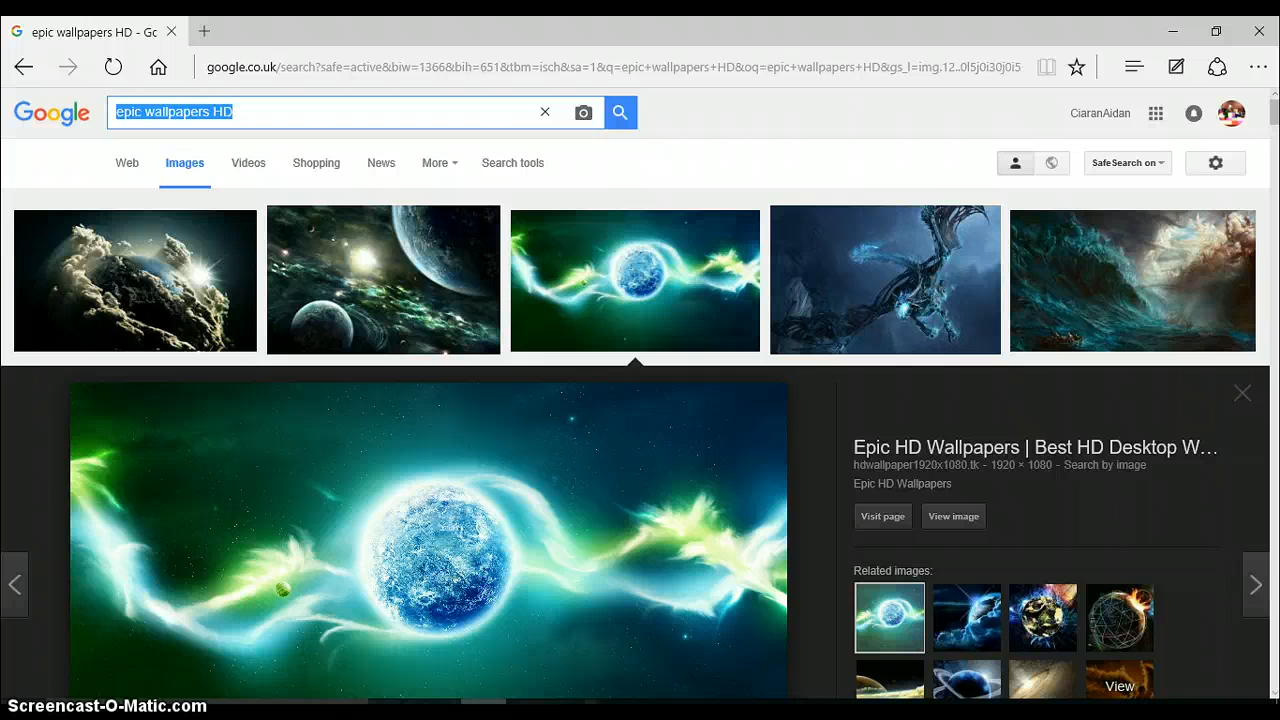 epic wallpapers HD - Gc
google.co.uk/search?safe=active&biw=1366&bih=651&tbm=isch&sa=1&q=epic+wallpapers+HD&oq=epic+wallpapers+HD&gs_l=img.12..0l5j0i30j0i5
Google epic wallpapers HD CiaranAidan
Web Images Videos Shopping News More Search tools SafeSearch on
Epic HD Wallpapers | Best HD Desktop W...
hdwallpaper1920x1080.tk - 1920 × 1080 - Search by image
Epic HD Wallpapers
Visit page View image
Related images:
View
Screencast-O-Matic.com